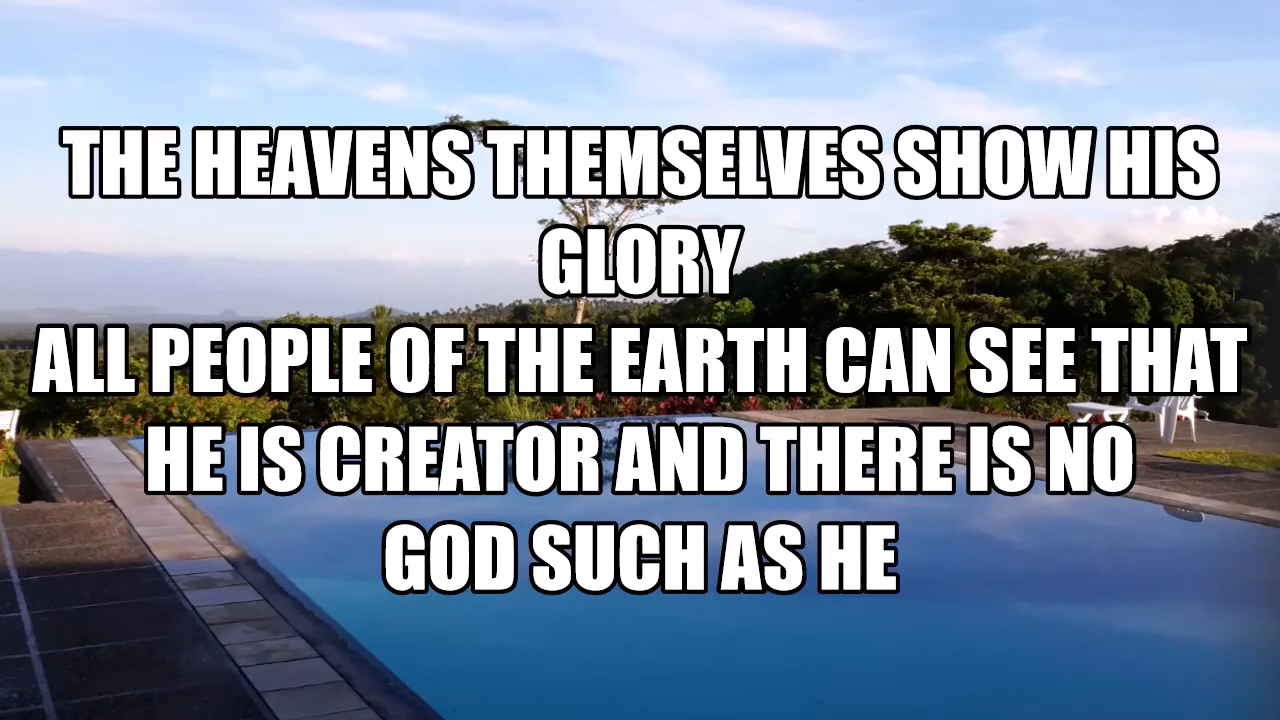 THE HEAVENS THEMSELVES SHOW HIS
GLORY
ALL PEOPLE OF THE EARTH CAN SEE THAT
HE IS CREATOR AND THERE IS NO
GOD SUCH AS HE